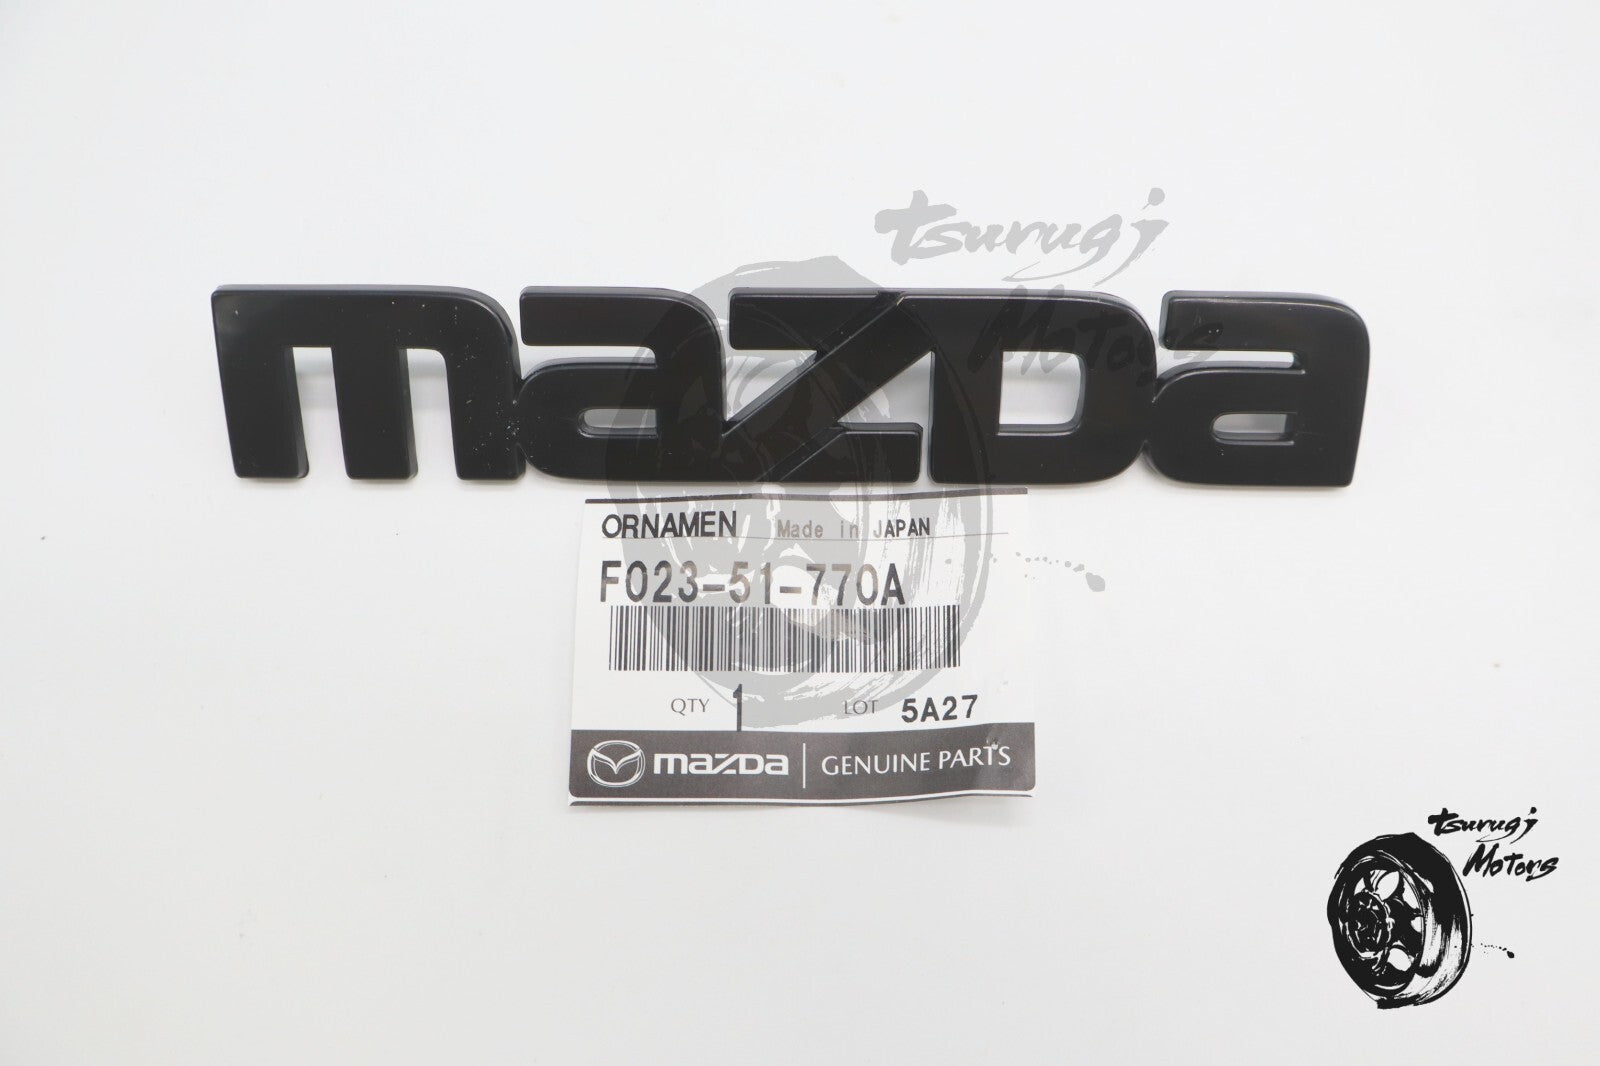 tsurugi
Motors
mazda
ORNAMEN Made in JAPAN
F023-51-770A
QTY 1 LOT 5A27
mazda GENUINE PARTS
tsurugi
Motors